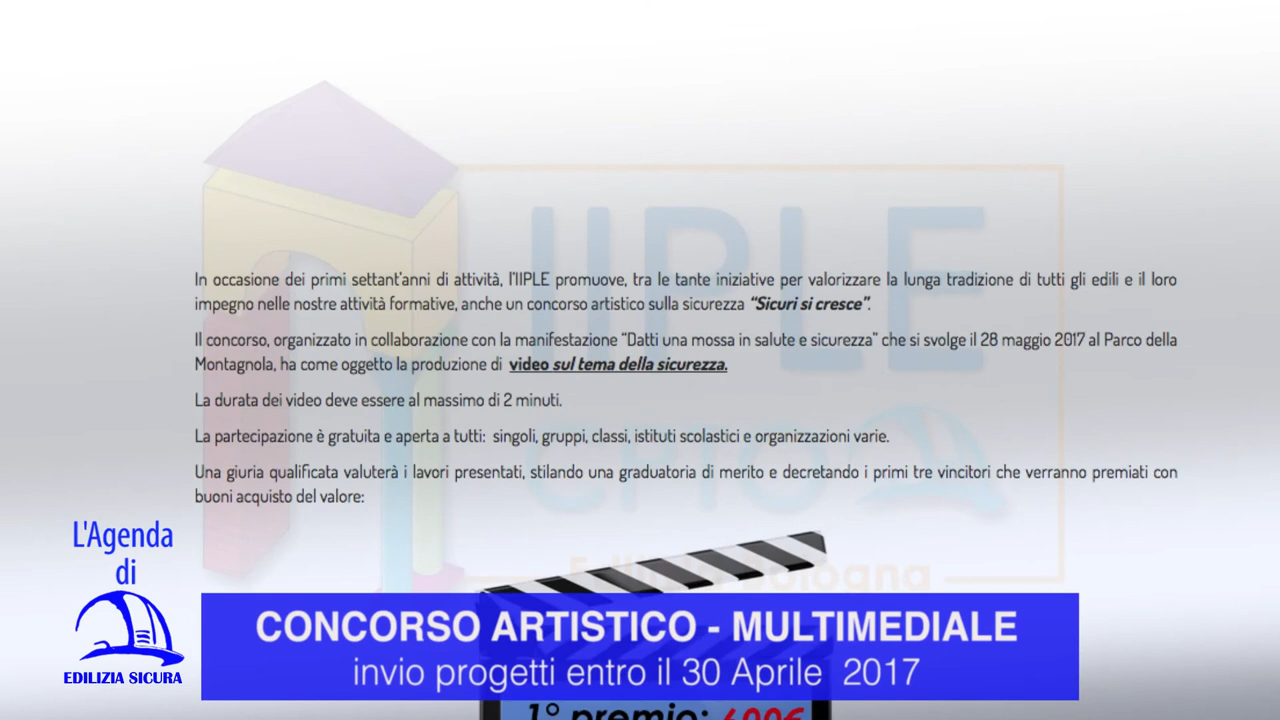 IIPLE
CPTO
In occasione dei primi settant'anni di attività, l'IIPLE promuove, tra le tante iniziative per valorizzare la lunga tradizione di tutti gli edili e il loro
impegno nelle nostre attività formative, anche un concorso artistico sulla sicurezza “Sicuri si cresce”.
Il concorso, organizzato in collaborazione con la manifestazione “Datti una mossa in salute e sicurezza” che si svolge il 28 maggio 2017 al Parco della
Montagnola, ha come oggetto la produzione di video sul tema della sicurezza.
La durata dei video deve essere al massimo di 2 minuti.
La partecipazione è gratuita e aperta a tutti: singoli, gruppi, classi, istituti scolastici e organizzazioni varie.
Una giuria qualificata valuterà i lavori presentati, stilando una graduatoria di merito e decretando i primi tre vincitori che verranno premiati con
buoni acquisto del valore:
L'Agenda
di
EDILIZIA SICURA
CONCORSO ARTISTICO - MULTIMEDIALE
invio progetti entro il 30 Aprile 2017
1° premio: 600€